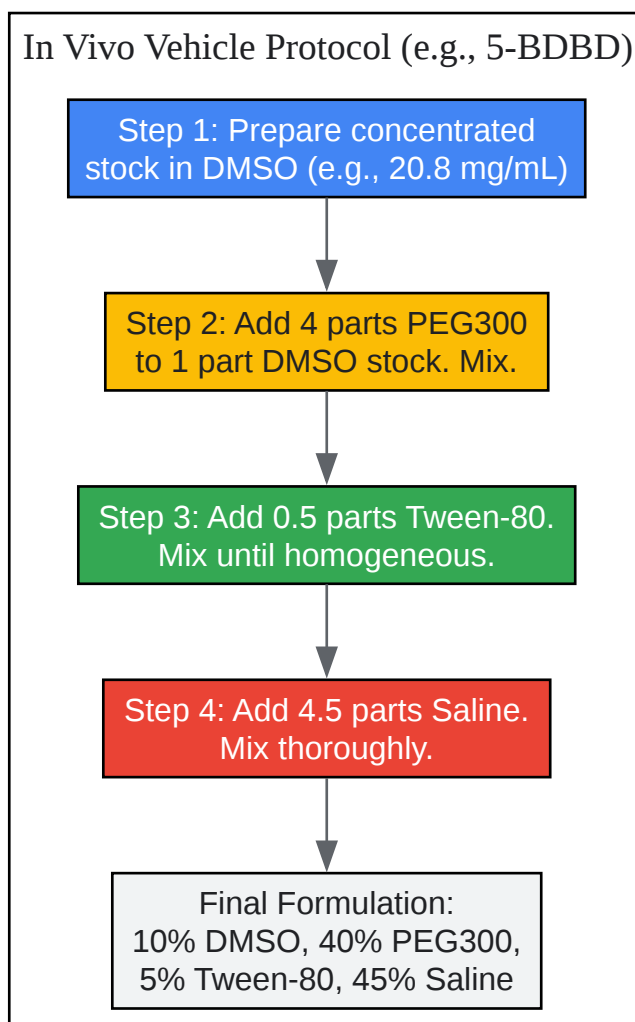 In Vivo Vehicle Protocol (e.g., 5-BDBD)
Step 1: Prepare concentrated
stock in DMSO (e.g., 20.8 mg/mL)
Step 2: Add 4 parts PEG300
to 1 part DMSO stock. Mix.
Step 3: Add 0.5 parts Tween-80.
Mix until homogeneous.
Step 4: Add 4.5 parts Saline.
Mix thoroughly.
Final Formulation:
10% DMSO, 40% PEG300,
5% Tween-80, 45% Saline